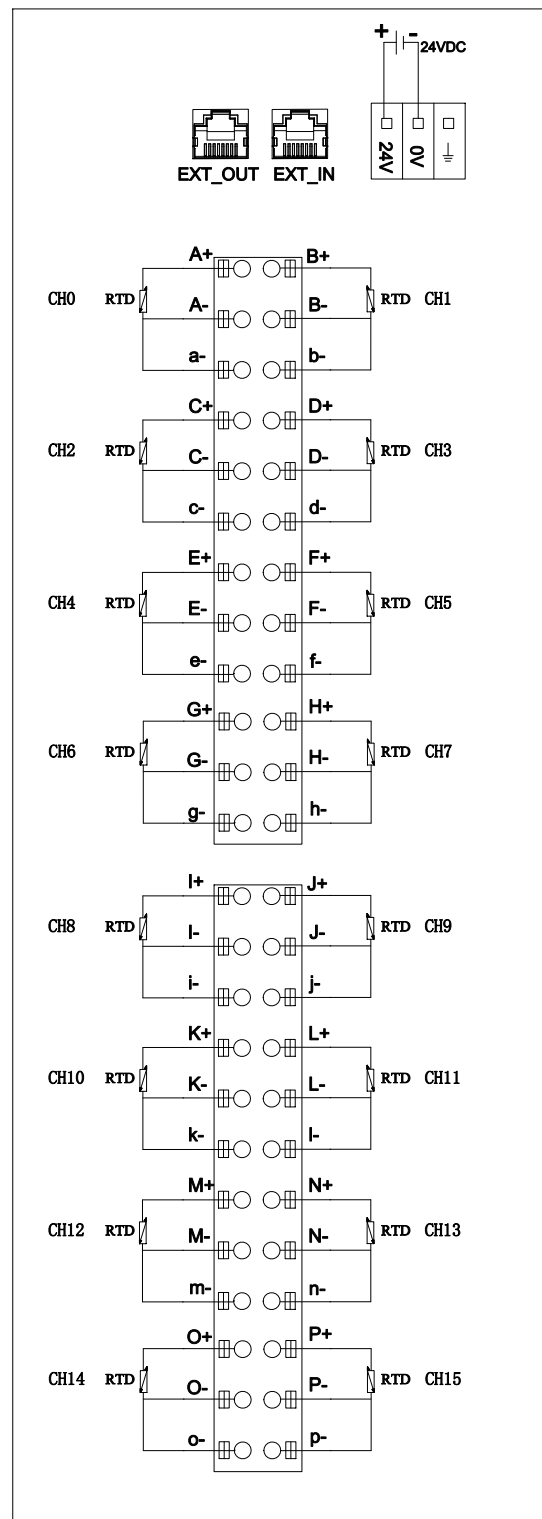 + - 24VDC
24V 0V
EXT_OUT EXT_IN
A+ B+
CH0 RTD A- B- RTD CH1
a- b-
C+ D+
CH2 RTD C- D- RTD CH3
c- d-
E+ F+
CH4 RTD E- F- RTD CH5
e- f-
G+ H+
CH6 RTD G- H- RTD CH7
g- h-
I+ J+
CH8 RTD I- J- RTD CH9
i- j-
K+ L+
CH10 RTD K- L- RTD CH11
k- l-
M+ N+
CH12 RTD M- N- RTD CH13
m- n-
O+ P+
CH14 RTD O- P- RTD CH15
o- p-